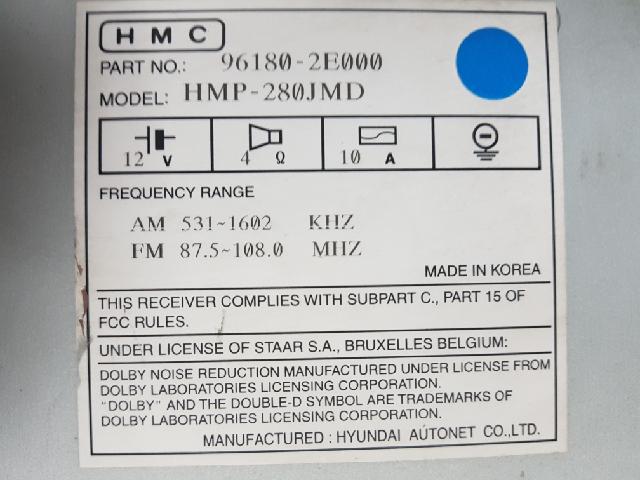 HMC
PART NO.: 96180-2E000
MODEL: HMP-280JMD
12 V 4 Ω 10 A
FREQUENCY RANGE
AM 531~1602 KHZ
FM 87.5~108.0 MHZ
MADE IN KOREA
THIS RECEIVER COMPLIES WITH SUBPART C., PART 15 OF
FCC RULES.
UNDER LICENSE OF STAAR S.A., BRUXELLES BELGIUM:
DOLBY NOISE REDUCTION MANUFACTURED UNDER LICENSE FROM
DOLBY LABORATORIES LICENSING CORPORATION.
"DOLBY" AND THE DOUBLE-D SYMBOL ARE TRADEMARKS OF
DOLBY LABORATORIES LICENSING CORPORATION.
MANUFACTURED : HYUNDAI AUTONET CO.,LTD.